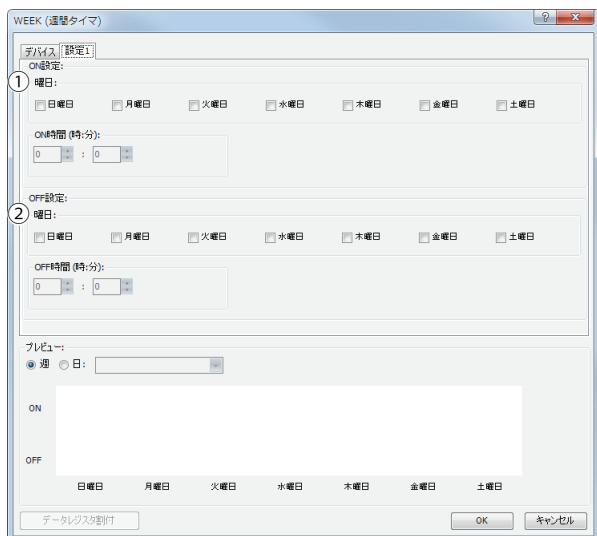 WEEK (週間タイマ)
デバイス 設定1
ON設定:
① 曜日:
日曜日 月曜日 火曜日 水曜日 木曜日 金曜日 土曜日
ON時間 (時:分):
0 : 0
OFF設定:
② 曜日:
日曜日 月曜日 火曜日 水曜日 木曜日 金曜日 土曜日
OFF時間 (時:分):
0 : 0
プレビュー:
週 日:
ON
OFF
日曜日 月曜日 火曜日 水曜日 木曜日 金曜日 土曜日
データレジスタ割付 OK キャンセル